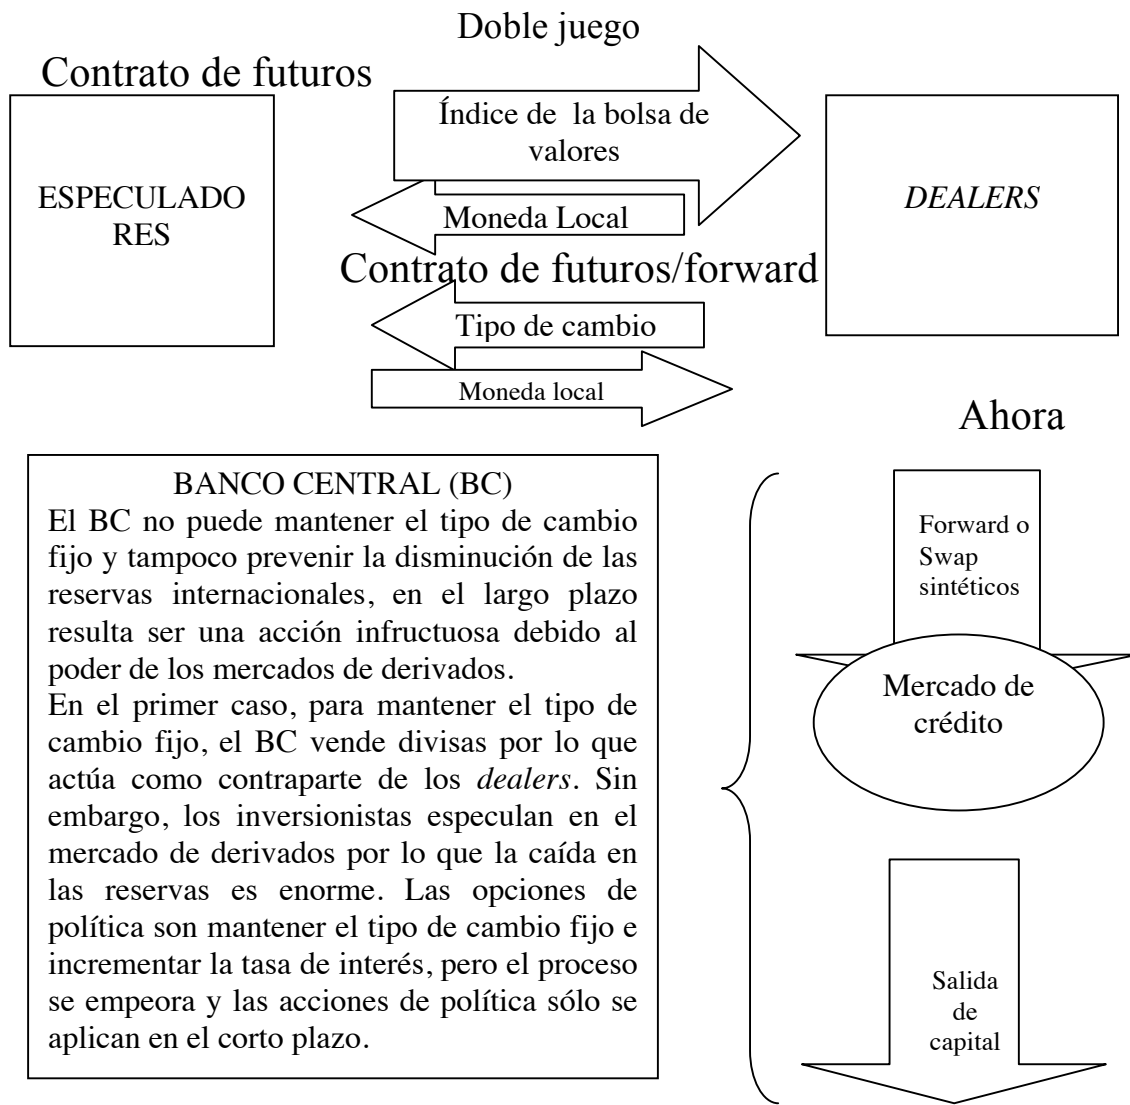 Doble juego
Contrato de futuros
Índice de la bolsa de
valores
ESPECULADO
RES
DEALERS
Moneda Local
Contrato de futuros/forward
Tipo de cambio
Moneda local
Ahora
BANCO CENTRAL (BC)
El BC no puede mantener el tipo de cambio
fijo y tampoco prevenir la disminución de las
reservas internacionales, en el largo plazo
resulta ser una acción infructuosa debido al
poder de los mercados de derivados.
En el primer caso, para mantener el tipo de
cambio fijo, el BC vende divisas por lo que
actúa como contraparte de los dealers. Sin
embargo, los inversionistas especulan en el
mercado de derivados por lo que la caída en
las reservas es enorme. Las opciones de
política son mantener el tipo de cambio fijo e
incrementar la tasa de interés, pero el proceso
se empeora y las acciones de política sólo se
aplican en el corto plazo.
Forward o
Swap
sintéticos
Mercado de
crédito
Salida
de
capital